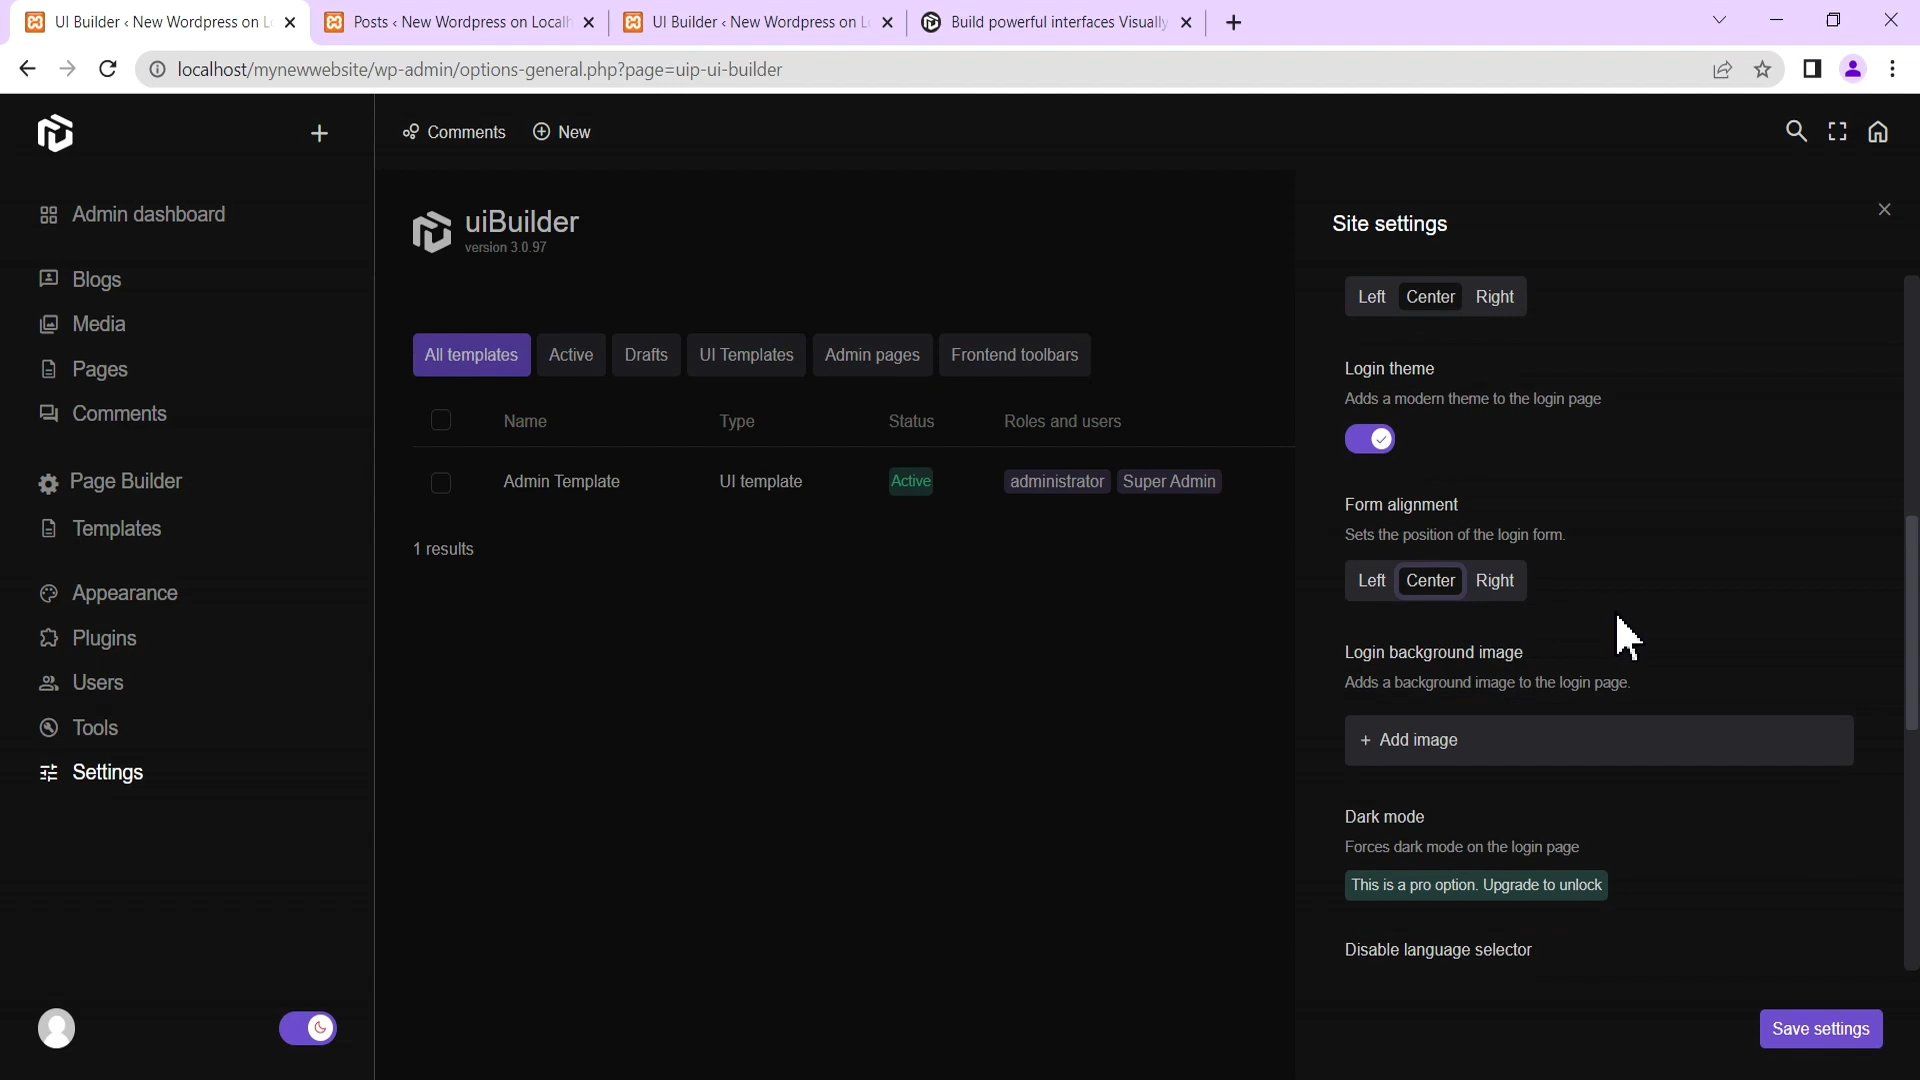 UI Builder ‹ New Wordpress on L
Posts ‹ New Wordpress on Localh
UI Builder ‹ New Wordpress on L
Build powerful interfaces Visually
localhost/mynewwebsite/wp-admin/options-general.php?page=uip-ui-builder
Comments
New
Admin dashboard
Blogs
Media
Pages
Comments
Page Builder
Templates
Appearance
Plugins
Users
Tools
Settings
uiBuilder
version 3.0.97
All templates
Active
Drafts
UI Templates
Admin pages
Frontend toolbars
Name
Type
Status
Roles and users
Admin Template
UI template
Active
administrator
Super Admin
1 results
Site settings
Left Center Right
Login theme
Adds a modern theme to the login page
Form alignment
Sets the position of the login form.
Left Center Right
Login background image
Adds a background image to the login page.
+ Add image
Dark mode
Forces dark mode on the login page
This is a pro option. Upgrade to unlock
Disable language selector
Save settings